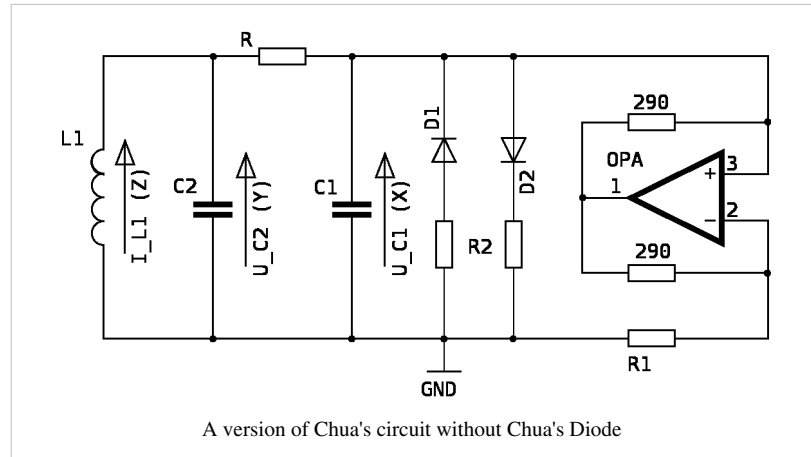 R
L1
I_L1 (Z)
C2
U_C2 (Y)
C1
U_C1 (X)
D1
D2
R2
290
OPA
1
3
+
2
−
290
R1
GND
A version of Chua's circuit without Chua's Diode